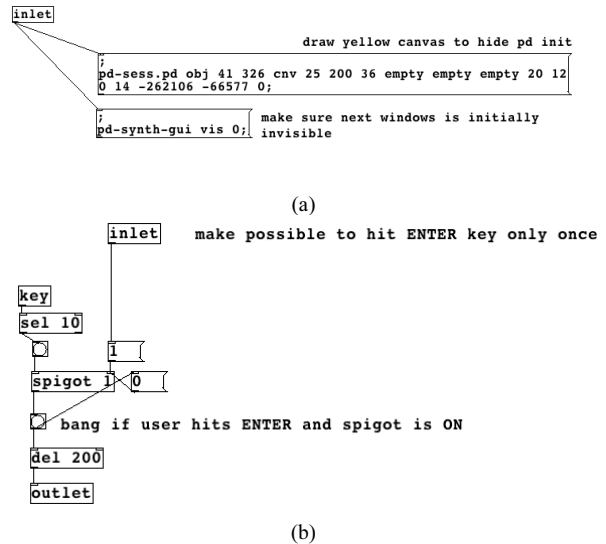 inlet
draw yellow canvas to hide pd init
;
pd-sess.pd obj 41 326 cnv 25 200 36 empty empty empty 20 12
0 14 -262106 -66577 0;
;
pd-synth-gui vis 0;
make sure next windows is initially
invisible
(a)
inlet
make possible to hit ENTER key only once
key
sel 10
1
spigot 1
0
bang if user hits ENTER and spigot is ON
del 200
outlet
(b)